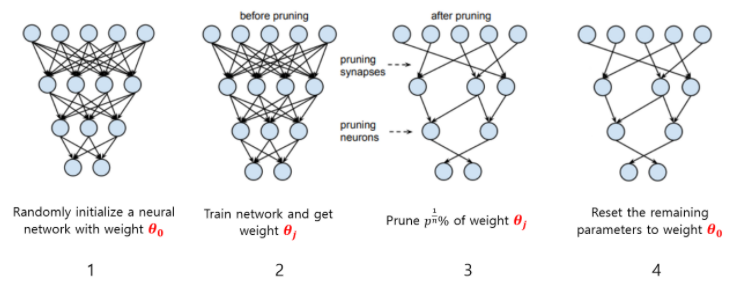 before pruning
after pruning
pruning
synapses
pruning
neurons
Randomly initialize a neural
network with weight θ₀
Train network and get
weight θⱼ
Prune p^(1/n)% of weight θⱼ
Reset the remaining
parameters to weight θ₀
1
2
3
4